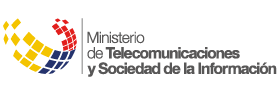 Ministerio
de Telecomunicaciones
y Sociedad de la Información